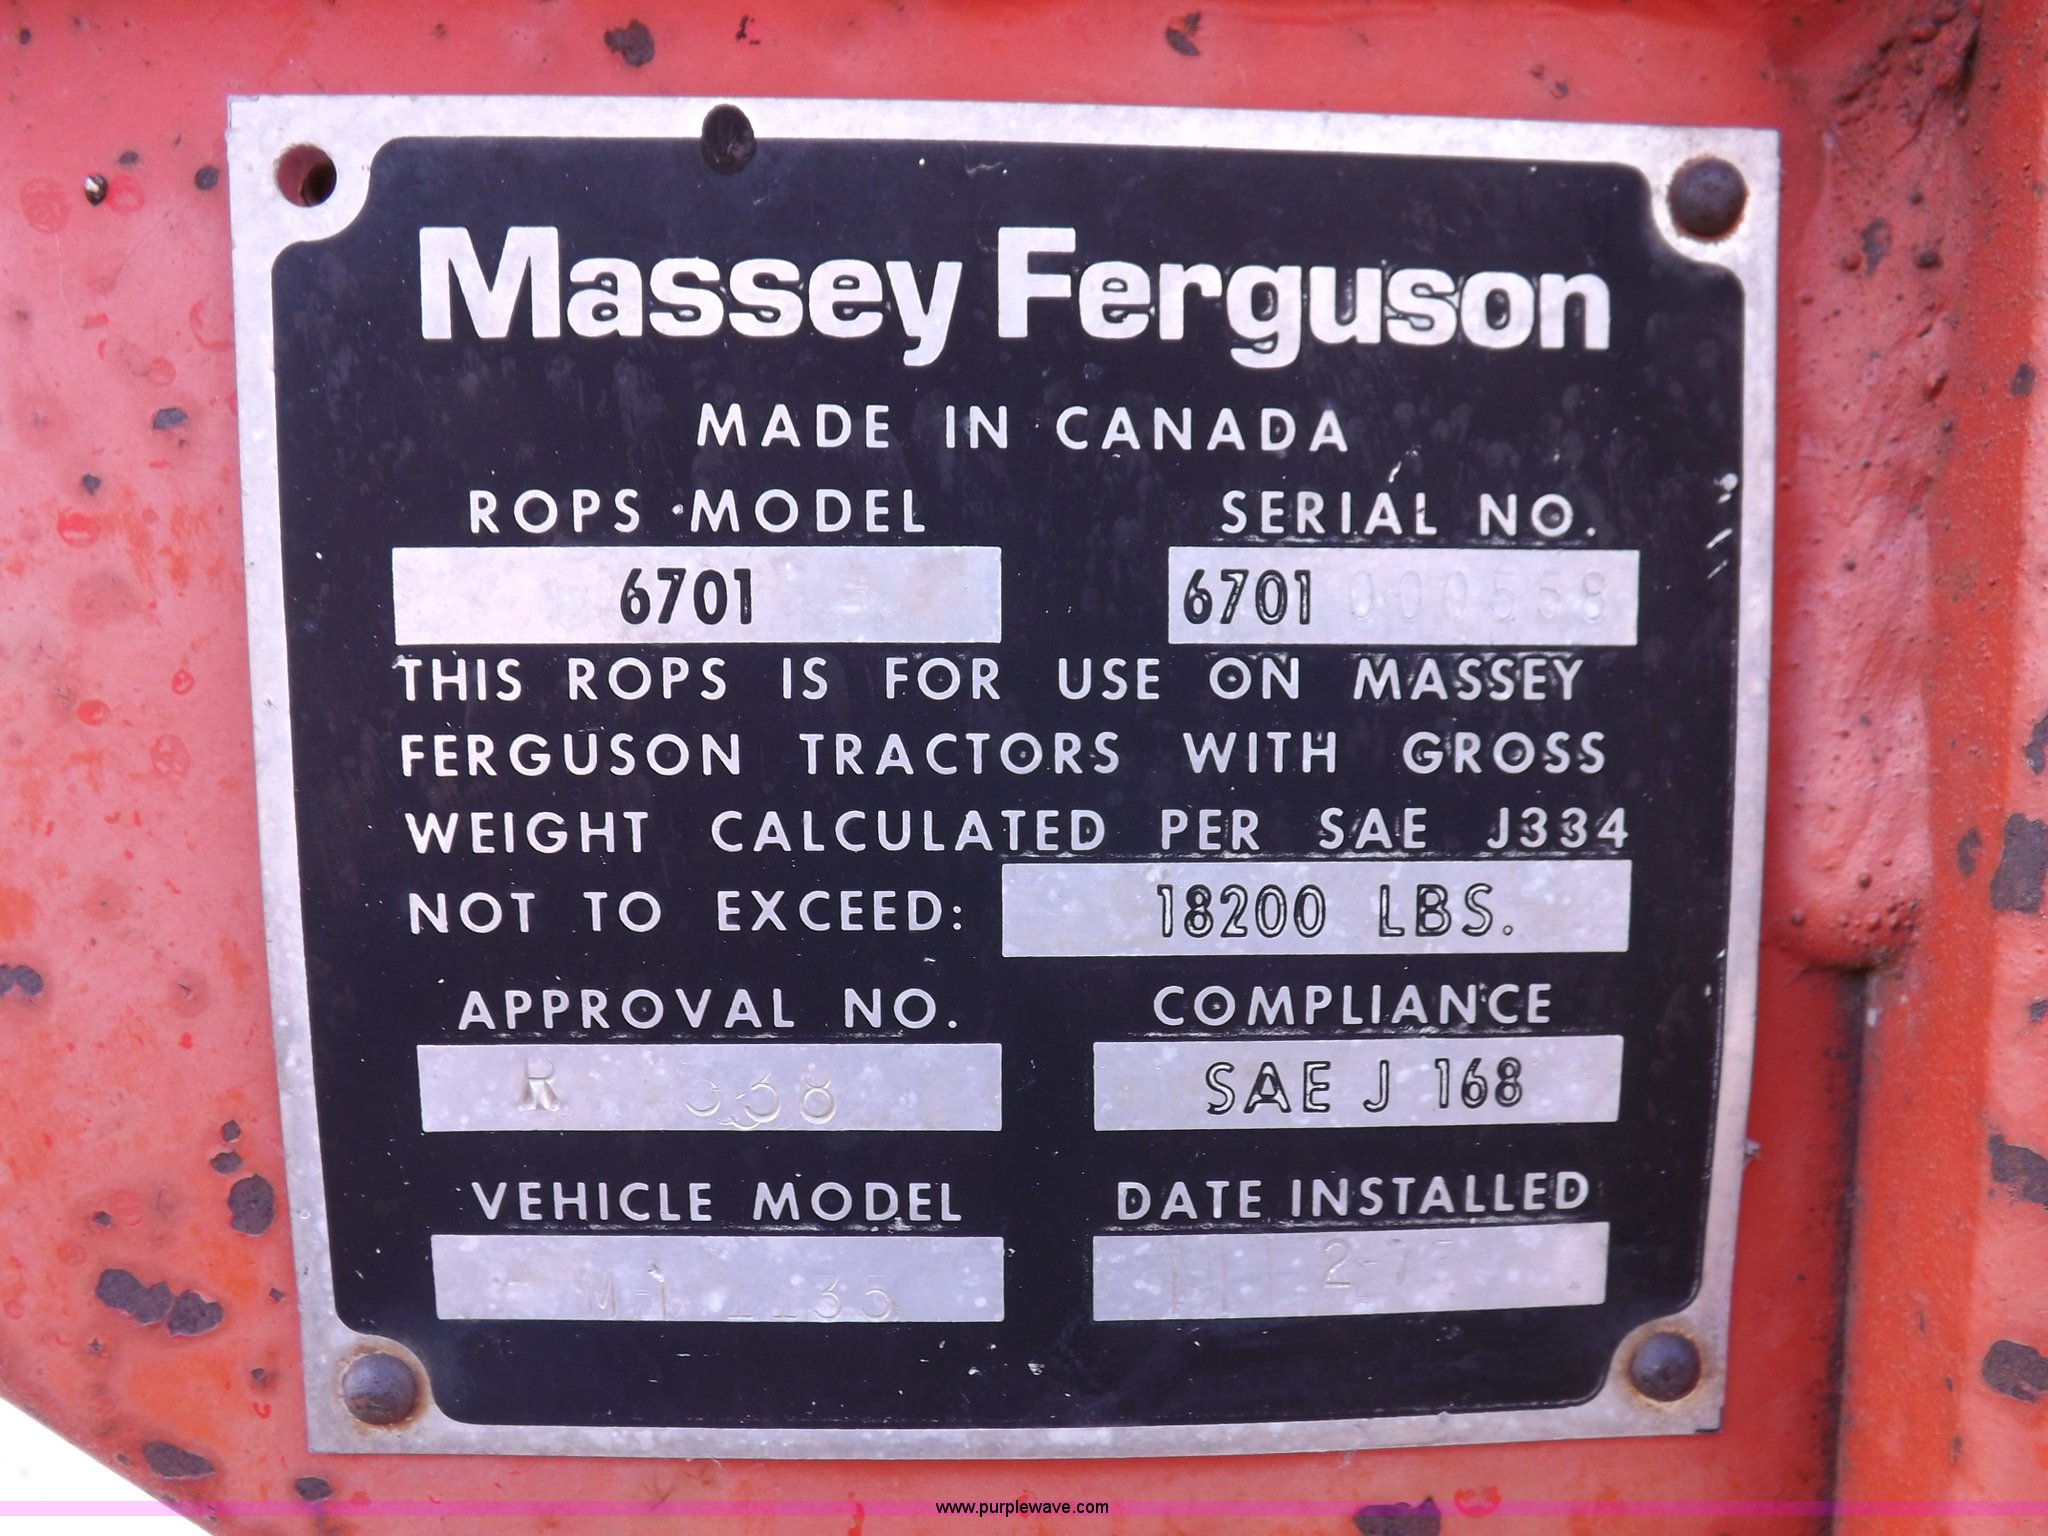 Massey Ferguson
MADE IN CANADA
ROPS MODEL SERIAL NO.
6701 6701 000558
THIS ROPS IS FOR USE ON MASSEY
FERGUSON TRACTORS WITH GROSS
WEIGHT CALCULATED PER SAE J334
NOT TO EXCEED: 18200 LBS.
APPROVAL NO. COMPLIANCE
R SAE J 168
VEHICLE MODEL DATE INSTALLED
1135
www.purplewave.com